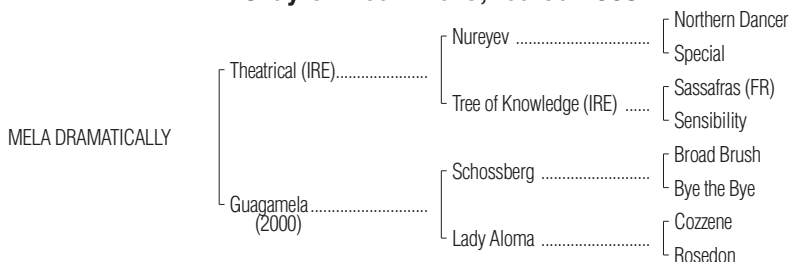 Northern Dancer
Nureyev ................................
Special
Theatrical (IRE)......................
Sassafras (FR)
Tree of Knowledge (IRE) ......
Sensibility
MELA DRAMATICALLY
Broad Brush
Schossberg ..........................
Bye the Bye
Guagamela ............................
(2000)
Cozzene
Lady Aloma ..........................
Rosedon